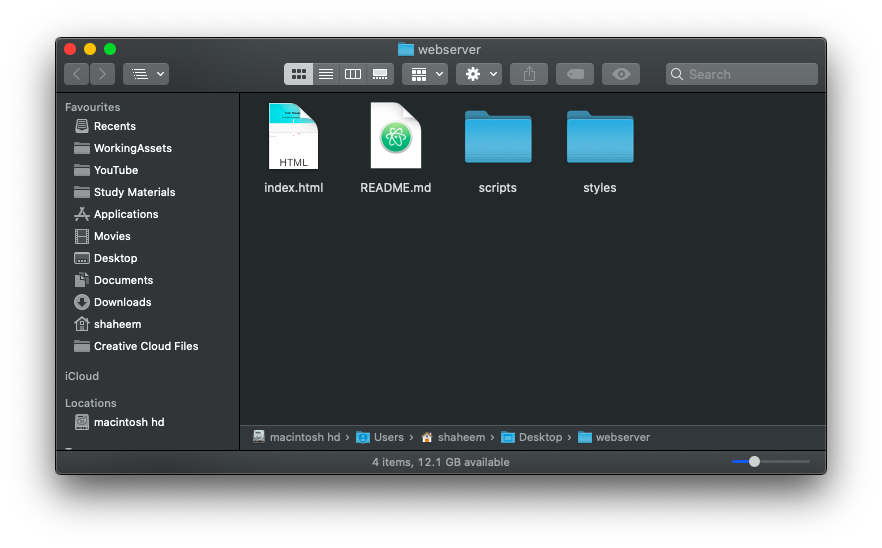 webserver
Search
Favourites
Recents
WorkingAssets
YouTube
Study Materials
Applications
Movies
Desktop
Documents
Downloads
shaheem
Creative Cloud Files
iCloud
Locations
macintosh hd
HTML
index.html
README.md
scripts
styles
macintosh hd › Users › shaheem › Desktop › webserver
4 items, 12.1 GB available